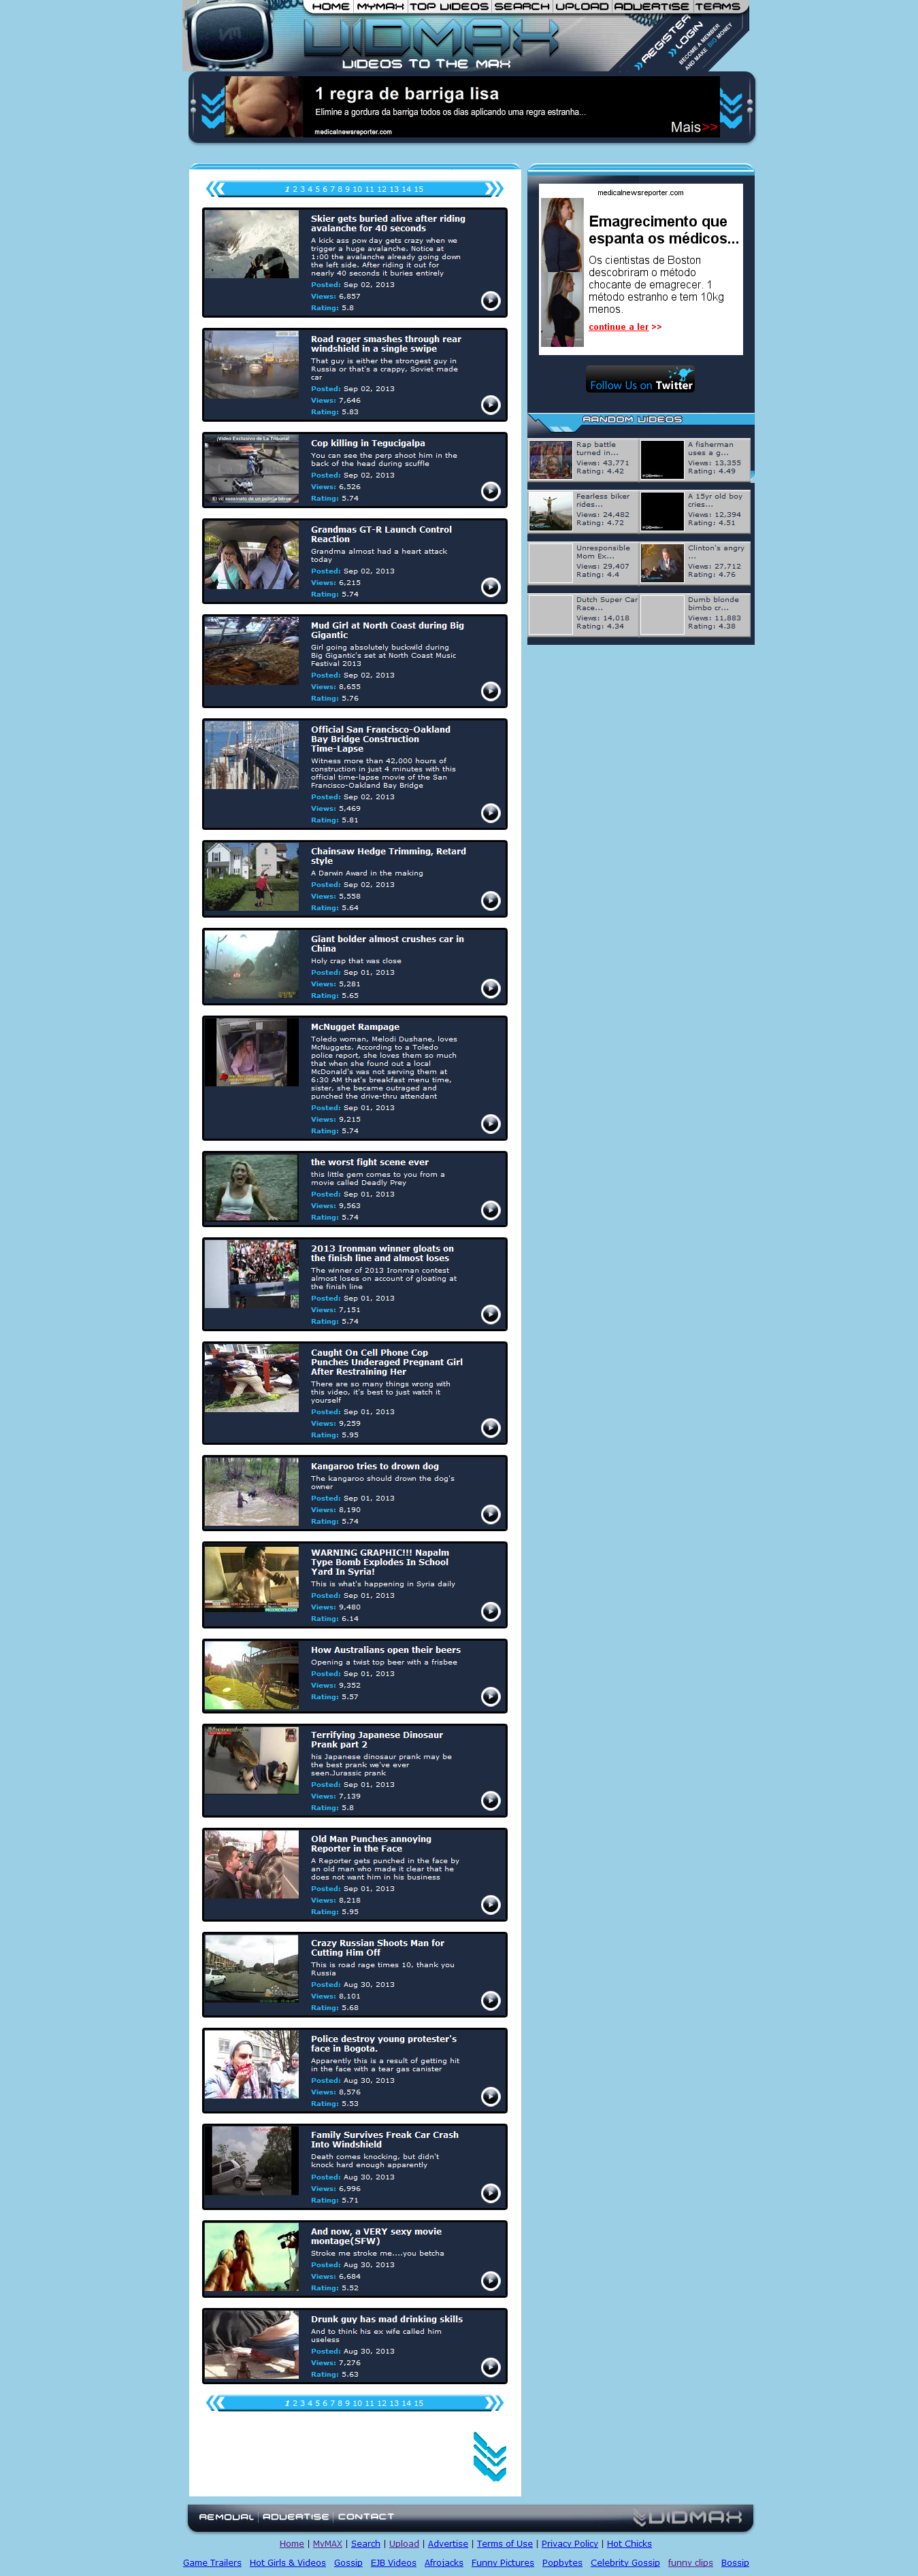 HOME MYMAX TOP VIDEOS SEARCH UPLOAD ADVERTISE TERMS
VIDMAX
VIDEOS TO THE MAX
REGISTER
LOGIN
BECOME A MEMBER
AND MAKE BIG MONEY
1 regra de barriga lisa
Elimine a gordura da barriga todos os dias aplicando uma regra estranha...
medicalnewsreporter.com
Mais>>
1 2 3 4 5 6 7 8 9 10 11 12 13 14 15
Skier gets buried alive after riding
avalanche for 40 seconds
A kick ass pow day gets crazy when we
trigger a huge avalanche. Notice at
1:00 the avalanche already going down
the left side. After riding it out for
nearly 40 seconds it buries entirely
Posted: Sep 02, 2013
Views: 6,857
Rating: 5.8
Road rager smashes through rear
windshield in a single swipe
That guy is either the strongest guy in
Russia or that's a crappy, Soviet made
car
Posted: Sep 02, 2013
Views: 7,646
Rating: 5.83
¡Video Exclusivo de La Tribuna!
El vil asesinato de un policía héroe
Cop killing in Tegucigalpa
You can see the perp shoot him in the
back of the head during scuffle
Posted: Sep 02, 2013
Views: 6,526
Rating: 5.74
Grandmas GT-R Launch Control
Reaction
Grandma almost had a heart attack
today
Posted: Sep 02, 2013
Views: 6,215
Rating: 5.74
Mud Girl at North Coast during Big
Gigantic
Girl going absolutely buckwild during
Big Gigantic's set at North Coast Music
Festival 2013
Posted: Sep 02, 2013
Views: 8,655
Rating: 5.76
Official San Francisco-Oakland
Bay Bridge Construction
Time-Lapse
Witness more than 42,000 hours of
construction in just 4 minutes with this
official time-lapse movie of the San
Francisco-Oakland Bay Bridge
Posted: Sep 02, 2013
Views: 5,469
Rating: 5.81
Chainsaw Hedge Trimming, Retard
style
A Darwin Award in the making
Posted: Sep 02, 2013
Views: 5,558
Rating: 5.64
Giant bolder almost crushes car in
China
Holy crap that was close
Posted: Sep 01, 2013
Views: 5,281
Rating: 5.65
McNugget Rampage
Toledo woman, Melodi Dushane, loves
McNuggets. According to a Toledo
police report, she loves them so much
that when she found out a local
McDonald's was not serving them at
6:30 AM that's breakfast menu time,
sister, she became outraged and
punched the drive-thru attendant
Posted: Sep 01, 2013
Views: 9,215
Rating: 5.74
the worst fight scene ever
this little gem comes to you from a
movie called Deadly Prey
Posted: Sep 01, 2013
Views: 9,563
Rating: 5.74
2013 Ironman winner gloats on
the finish line and almost loses
The winner of 2013 Ironman contest
almost loses on account of gloating at
the finish line
Posted: Sep 01, 2013
Views: 7,151
Rating: 5.74
Caught On Cell Phone Cop
Punches Underaged Pregnant Girl
After Restraining Her
There are so many things wrong with
this video, it's best to just watch it
yourself
Posted: Sep 01, 2013
Views: 9,259
Rating: 5.95
Kangaroo tries to drown dog
The kangaroo should drown the dog's
owner
Posted: Sep 01, 2013
Views: 8,190
Rating: 5.74
WARNING GRAPHIC!!! Napalm
Type Bomb Explodes In School
Yard In Syria!
This is what's happening in Syria daily
Posted: Sep 01, 2013
Views: 9,480
Rating: 6.14
How Australians open their beers
Opening a twist top beer with a frisbee
Posted: Sep 01, 2013
Views: 9,352
Rating: 5.57
Terrifying Japanese Dinosaur
Prank part 2
his Japanese dinosaur prank may be
the best prank we've ever
seen.Jurassic prank
Posted: Sep 01, 2013
Views: 7,139
Rating: 5.8
Old Man Punches annoying
Reporter in the Face
A Reporter gets punched in the face by
an old man who made it clear that he
does not want him in his business
Posted: Sep 01, 2013
Views: 8,218
Rating: 5.95
Crazy Russian Shoots Man for
Cutting Him Off
This is road rage times 10, thank you
Russia
Posted: Aug 30, 2013
Views: 8,101
Rating: 5.68
Police destroy young protester's
face in Bogota.
Apparently this is a result of getting hit
in the face with a tear gas canister
Posted: Aug 30, 2013
Views: 8,576
Rating: 5.53
Family Survives Freak Car Crash
Into Windshield
Death comes knocking, but didn't
knock hard enough apparently
Posted: Aug 30, 2013
Views: 6,996
Rating: 5.71
And now, a VERY sexy movie
montage(SFW)
Stroke me stroke me....you betcha
Posted: Aug 30, 2013
Views: 6,684
Rating: 5.52
Drunk guy has mad drinking skills
And to think his ex wife called him
useless
Posted: Aug 30, 2013
Views: 7,276
Rating: 5.63
1 2 3 4 5 6 7 8 9 10 11 12 13 14 15
medicalnewsreporter.com
Emagrecimento que
espanta os médicos...
Os cientistas de Boston
descobriram o método
chocante de emagrecer. 1
método estranho e tem 10kg
menos.
continue a ler >>
Follow Us on Twitter
RANDOM VIDEOS
Rap battle
turned in...
Views: 43,771
Rating: 4.42
A fisherman
uses a g...
Views: 13,355
Rating: 4.49
Fearless biker
rides...
Views: 24,482
Rating: 4.72
A 15yr old boy
cries...
Views: 12,394
Rating: 4.51
Unresponsible
Mom Ex...
Views: 29,407
Rating: 4.4
Clinton's angry
...
Views: 27,712
Rating: 4.76
Dutch Super Car
Race...
Views: 14,018
Rating: 4.34
Dumb blonde
bimbo cr...
Views: 11,883
Rating: 4.38
REMOVAL ADVERTISE CONTACT
VIDMAX
Home | MyMAX | Search | Upload | Advertise | Terms of Use | Privacy Policy | Hot Chicks
Game Trailers Hot Girls & Videos Gossip EJB Videos Afrojacks Funny Pictures Popbytes Celebrity Gossip funny clips Bossip